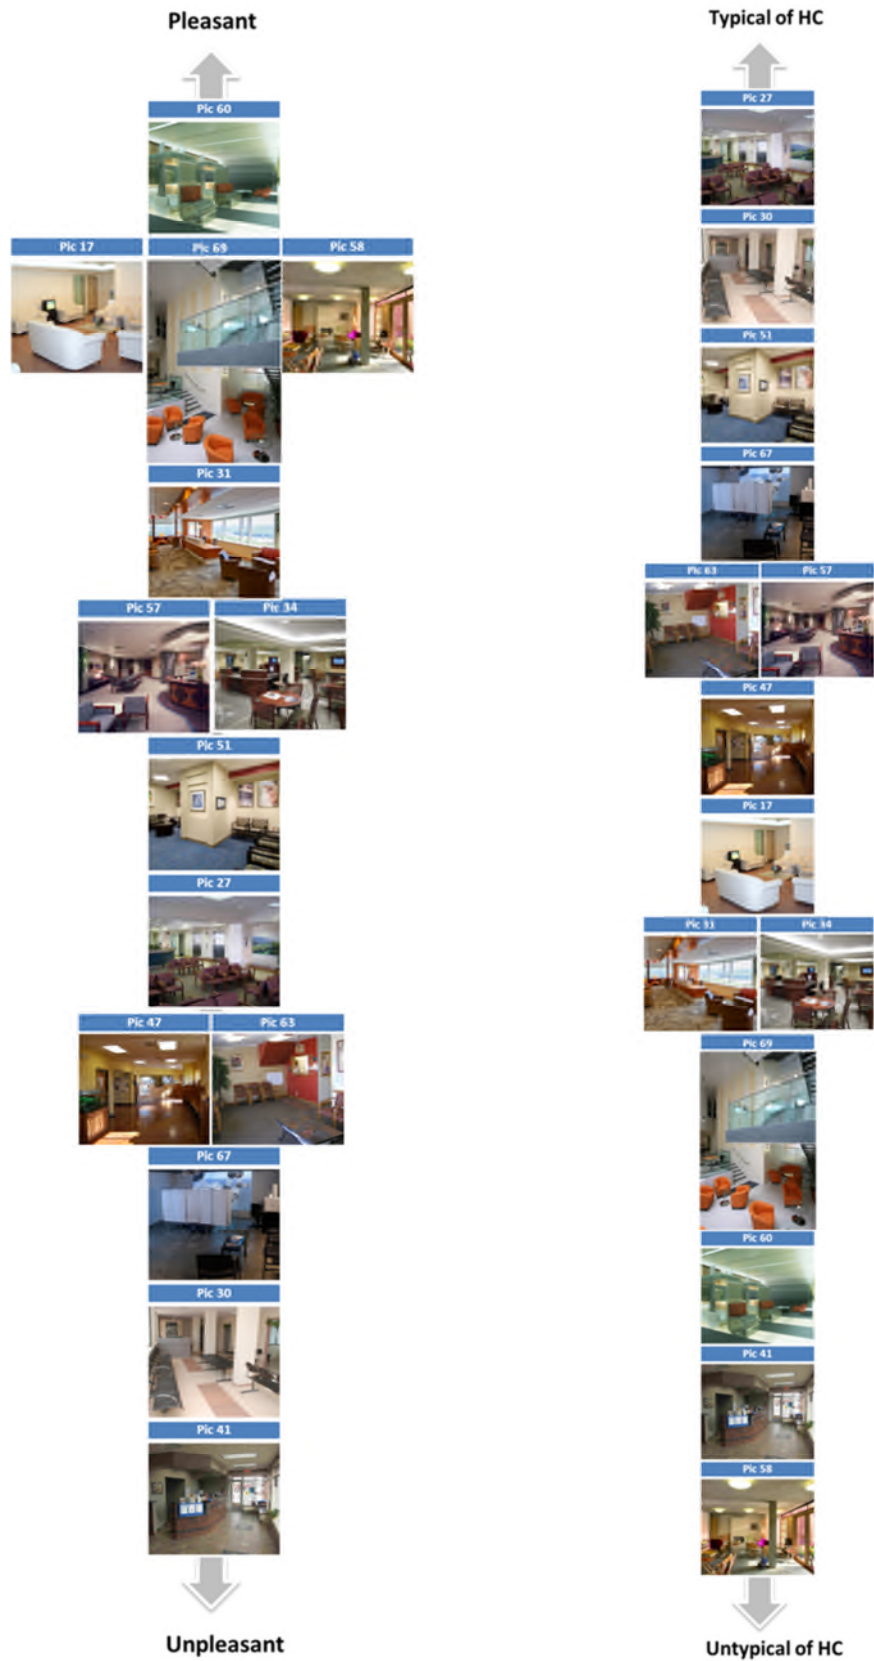 Pleasant
Pic 60
Pic 17 Pic 69 Pic 58
Pic 31
Pic 57 Pic 34
Pic 51
Pic 27
Pic 47 Pic 63
Pic 67
Pic 30
Pic 41
Unpleasant
Typical of HC
Pic 27
Pic 30
Pic 51
Pic 67
Pic 63 Pic 57
Pic 47
Pic 17
Pic 31 Pic 34
Pic 69
Pic 60
Pic 41
Pic 58
Untypical of HC